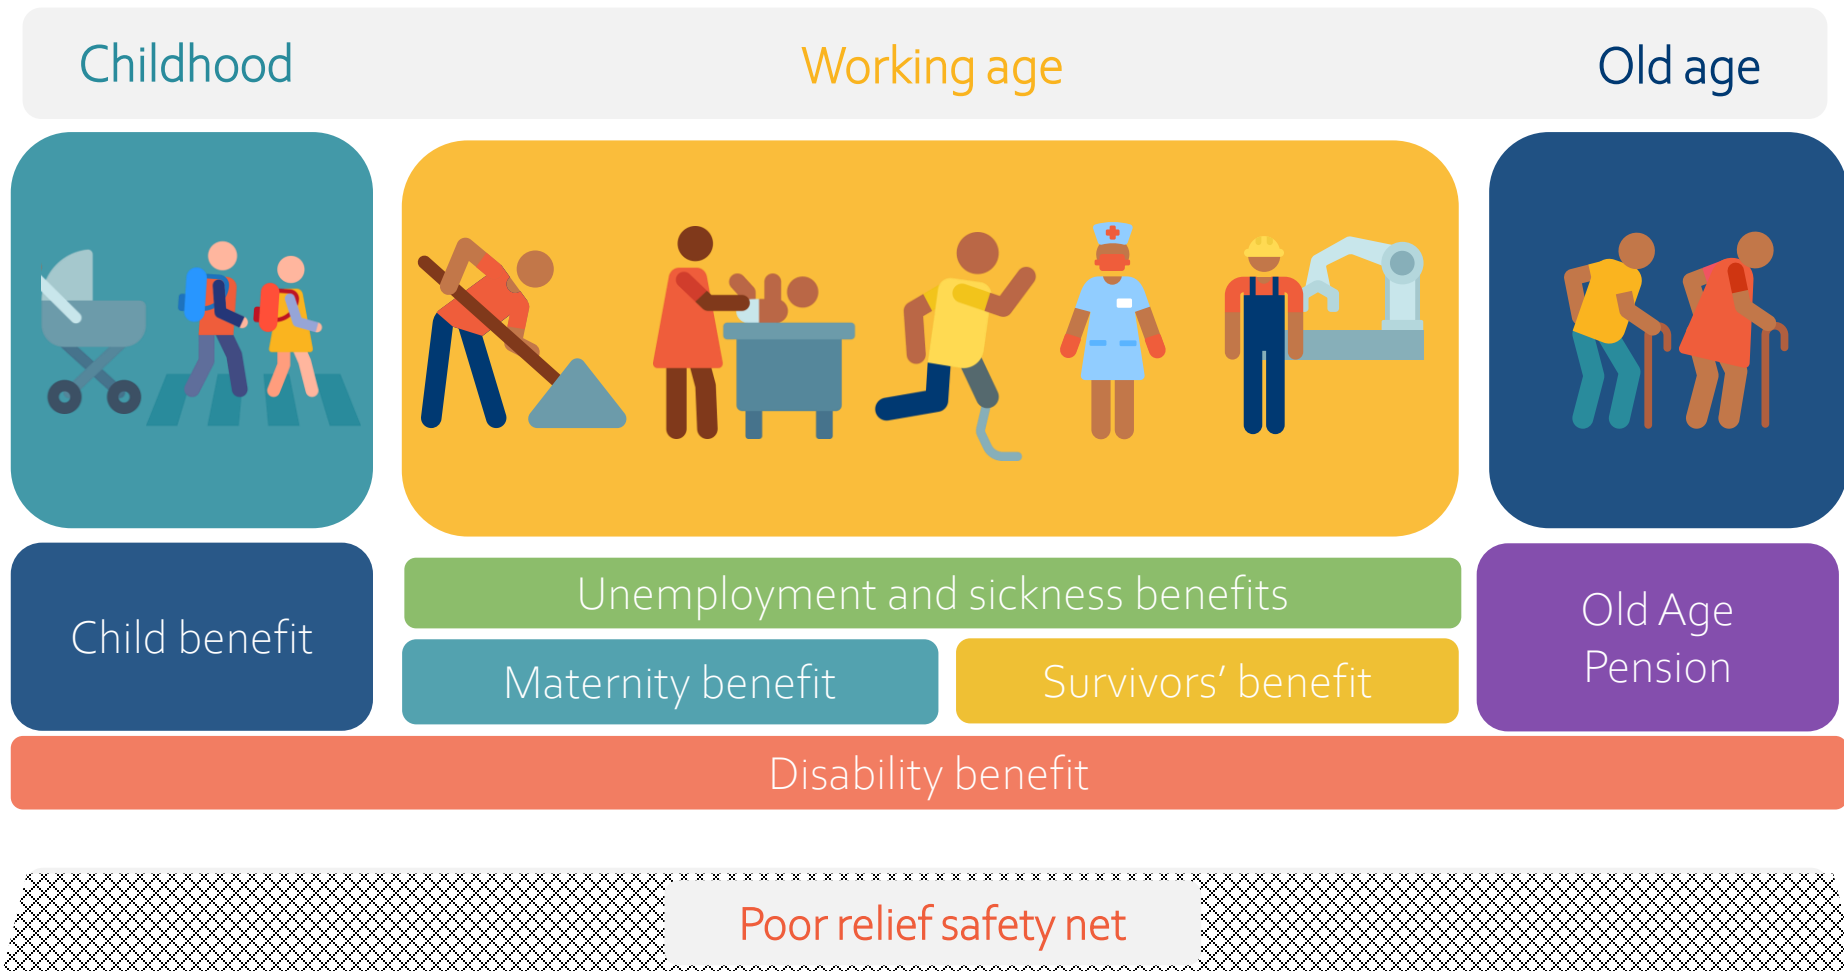 Childhood
Working age
Old age
Child benefit
Unemployment and sickness benefits
Maternity benefit
Survivors’ benefit
Old Age
Pension
Disability benefit
Poor relief safety net